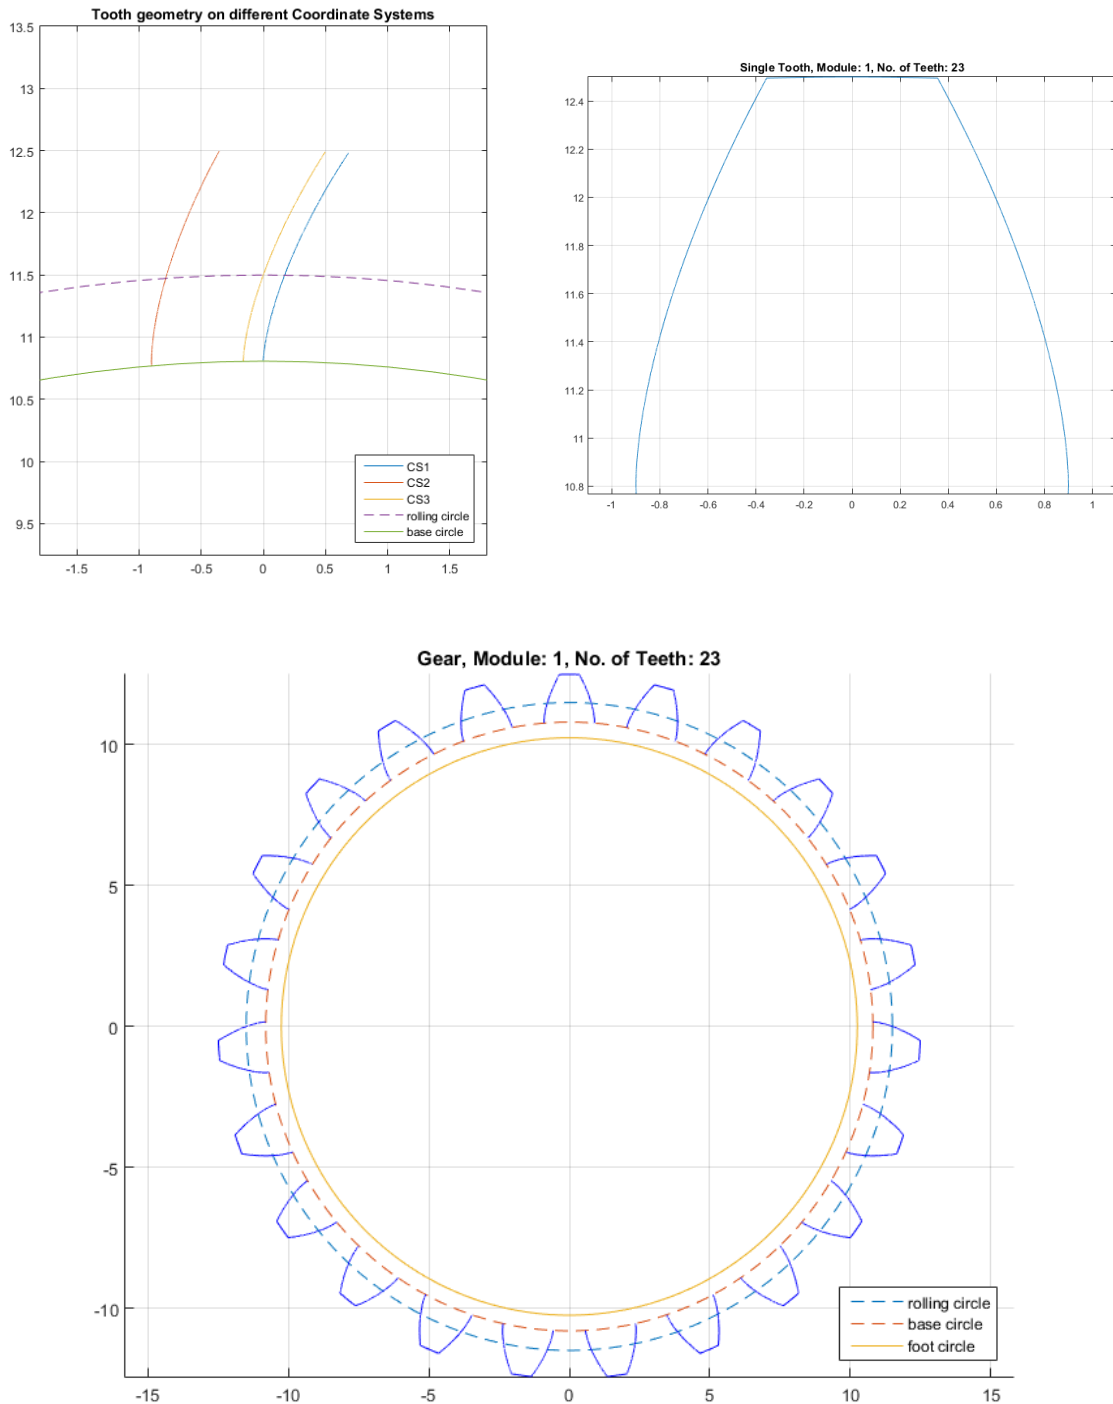 Tooth geometry on different Coordinate Systems
13.5
13
12.5
12
11.5
11
10.5
10
9.5
-1.5 -1 -0.5 0 0.5 1 1.5
CS1
CS2
CS3
rolling circle
base circle
Single Tooth, Module: 1, No. of Teeth: 23
12.4
12.2
12
11.8
11.6
11.4
11.2
11
10.8
-1 -0.8 -0.6 -0.4 -0.2 0 0.2 0.4 0.6 0.8 1
Gear, Module: 1, No. of Teeth: 23
10
5
0
-5
-10
-15 -10 -5 0 5 10 15
rolling circle
base circle
foot circle